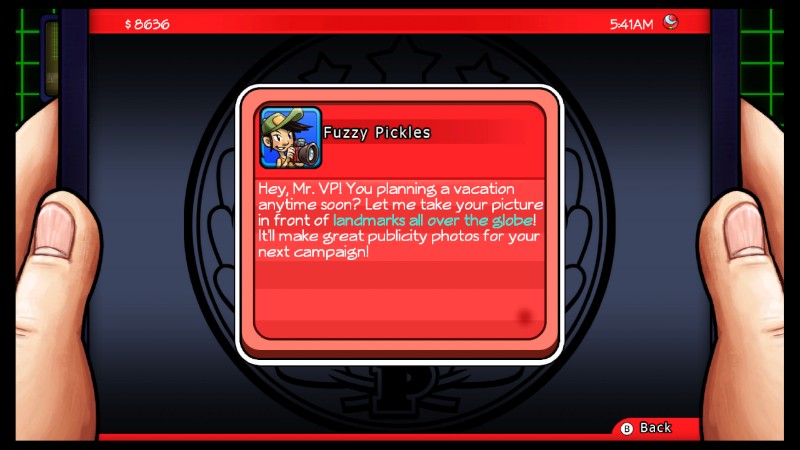 $ 8636
5:41AM
Fuzzy Pickles
Hey, Mr. VP! You planning a vacation
anytime soon? Let me take your picture
in front of landmarks all over the globe!
It'll make great publicity photos for your
next campaign!
P
B Back